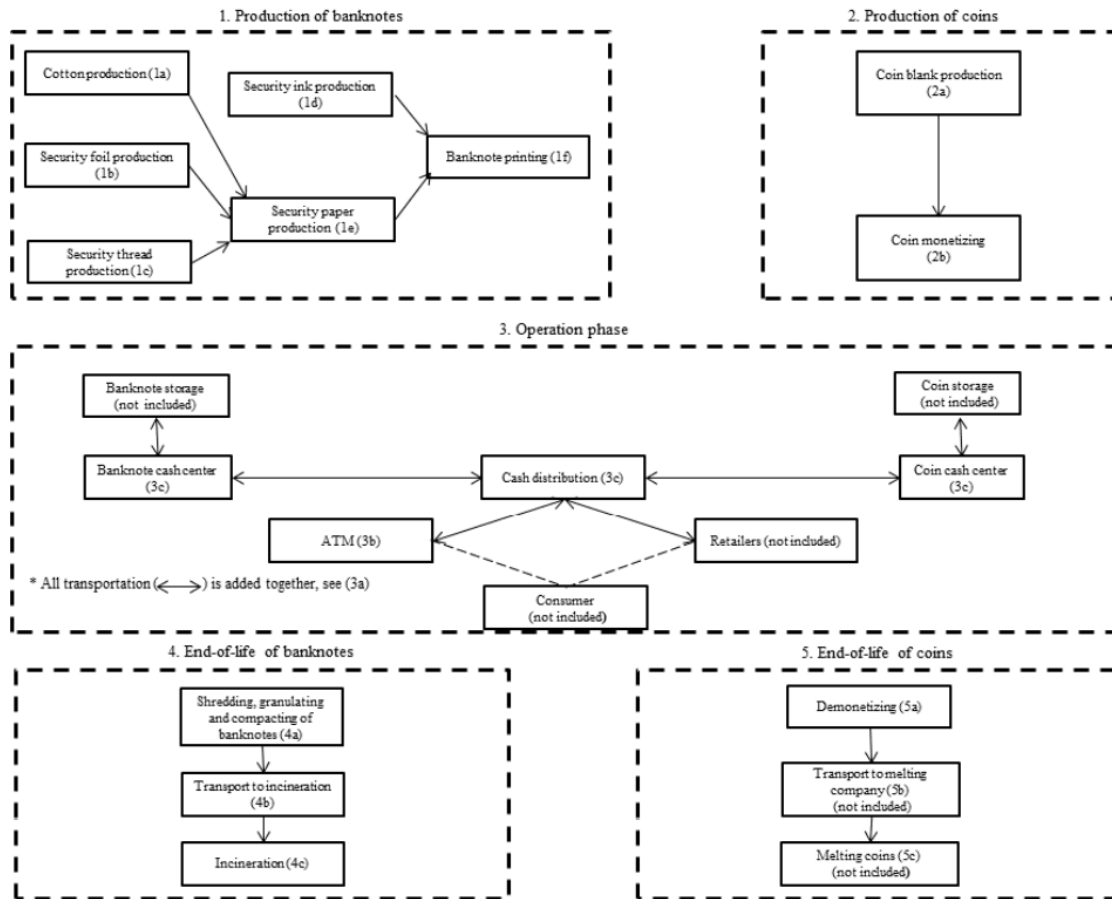 1. Production of banknotes
Cotton production (1a)
Security ink production
(1d)
Security foil production
(1b)
Banknote printing (1f)
Security paper
production (1e)
Security thread
production (1c)
2. Production of coins
Coin blank production
(2a)
Coin monetizing
(2b)
3. Operation phase
Banknote storage
(not included)
Coin storage
(not included)
Banknote cash center
(3c)
Cash distribution (3c)
Coin cash center
(3c)
ATM (3b)
Retailers (not included)
* All transportation ( ) is added together, see (3a)
Consumer
(not included)
4. End-of-life of banknotes
Shredding, granulating
and compacting of
banknotes (4a)
Transport to incineration
(4b)
Incineration (4c)
5. End-of-life of coins
Demonetizing (5a)
Transport to melting
company (5b)
(not included)
Melting coins (5c)
(not included)